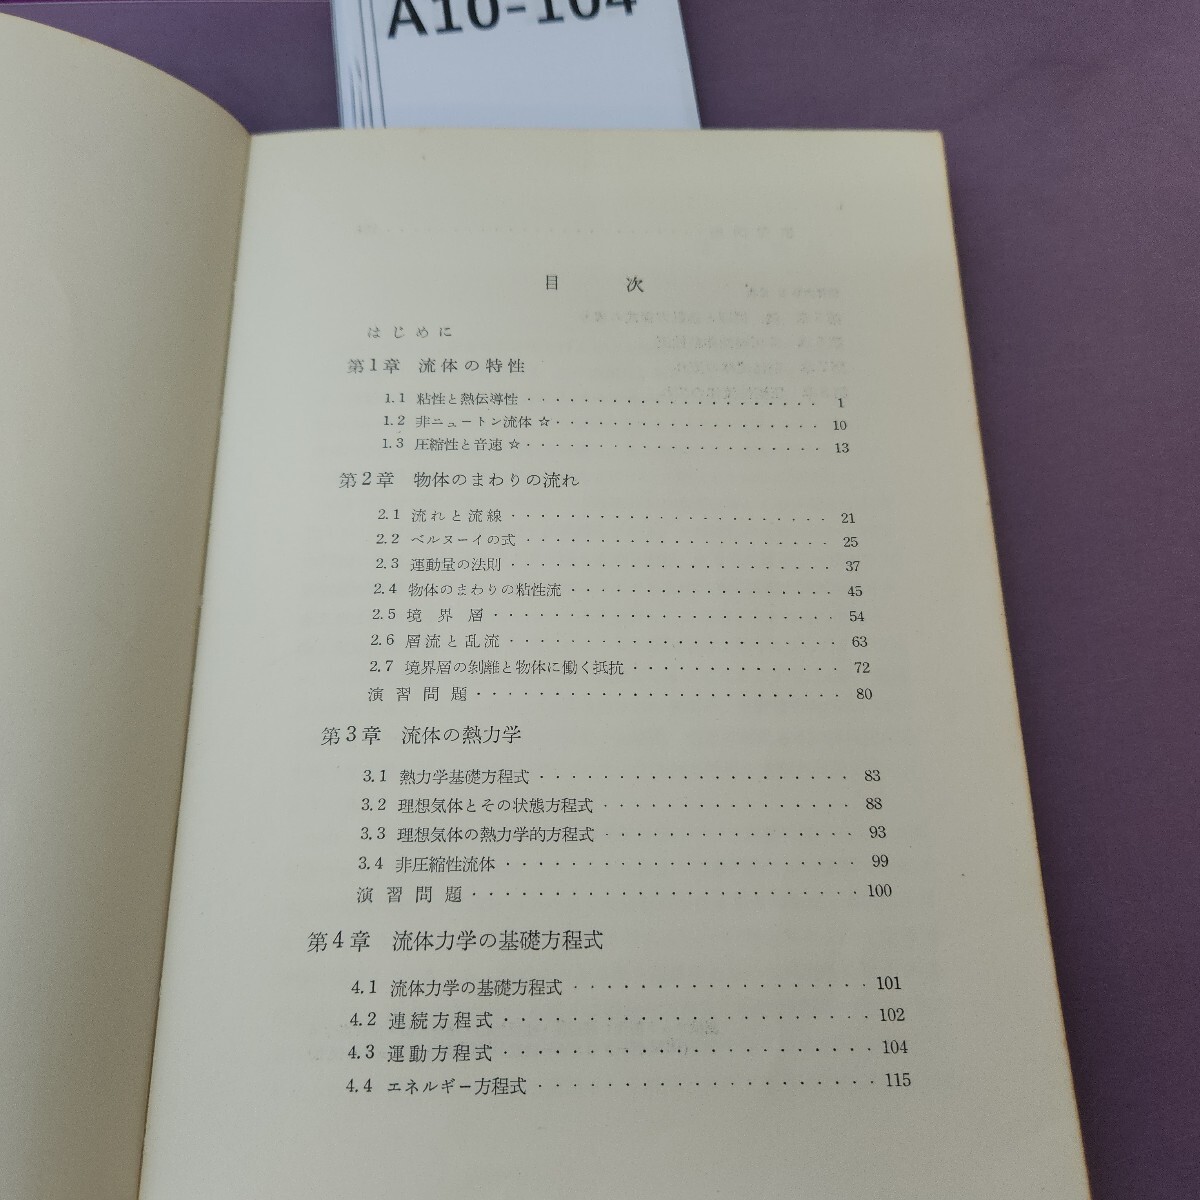 A10-104
目 次
はじめに
第1章 流体の特性
1.1 粘性と熱伝導性 1
1.2 非ニュートン流体 ☆ 10
1.3 圧縮性と音速 ☆ 13
第2章 物体のまわりの流れ
2.1 流れと流線 21
2.2 ベルヌーイの式 25
2.3 運動量の法則 37
2.4 物体のまわりの粘性流 45
2.5 境界層 54
2.6 層流と乱流 63
2.7 境界層の剝離と物体に働く抵抗 72
演習問題 80
第3章 流体の熱力学
3.1 熱力学基礎方程式 83
3.2 理想気体とその状態方程式 88
3.3 理想気体の熱力学的方程式 93
3.4 非圧縮性流体 99
演習問題 100
第4章 流体力学の基礎方程式
4.1 流体力学の基礎方程式 101
4.2 連続方程式 102
4.3 運動方程式 104
4.4 エネルギー方程式 115